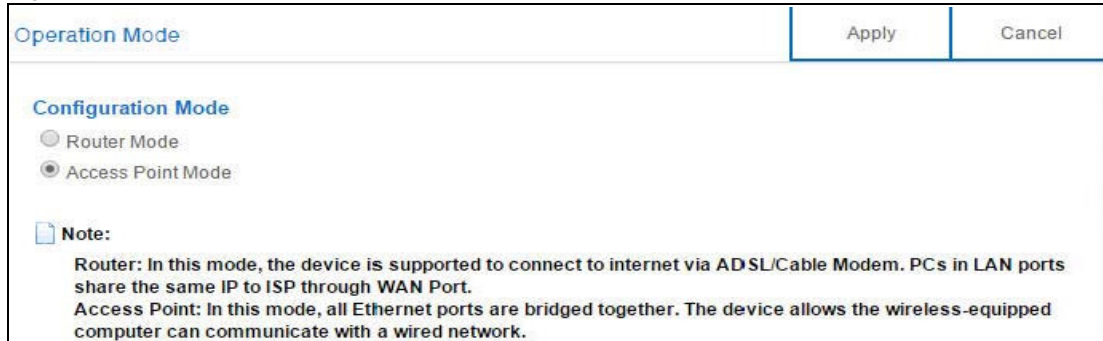 Operation Mode
Apply
Cancel
Configuration Mode
Router Mode
Access Point Mode
Note:
Router: In this mode, the device is supported to connect to internet via ADSL/Cable Modem. PCs in LAN ports
share the same IP to ISP through WAN Port.
Access Point: In this mode, all Ethernet ports are bridged together. The device allows the wireless-equipped
computer can communicate with a wired network.